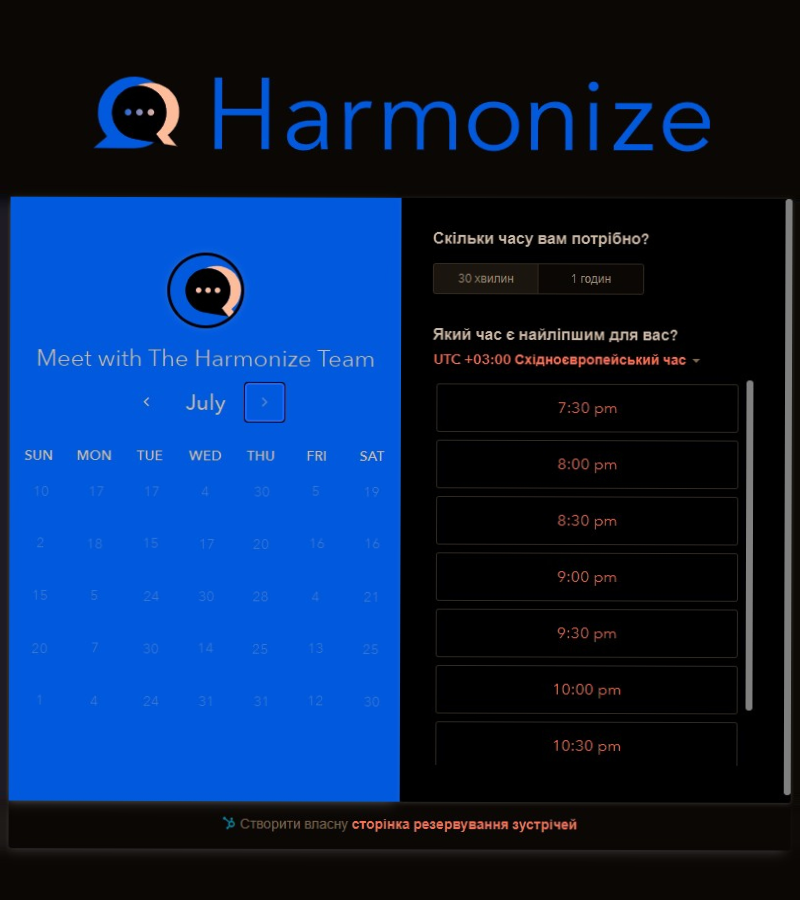 Harmonize
Meet with The Harmonize Team
July
SUN MON TUE WED THU FRI SAT
10 17 17 4 30 5 19
2 18 15 17 20 16 16
15 5 24 30 28 4 21
20 7 30 14 25 13 25
1 4 24 31 31 12 30
Скільки часу вам потрібно?
30 хвилин 1 годин
Який час є найліпшим для вас?
UTC +03:00 Східноєвропейський час
7:30 pm
8:00 pm
8:30 pm
9:00 pm
9:30 pm
10:00 pm
10:30 pm
Створити власну сторінка резервування зустрічей